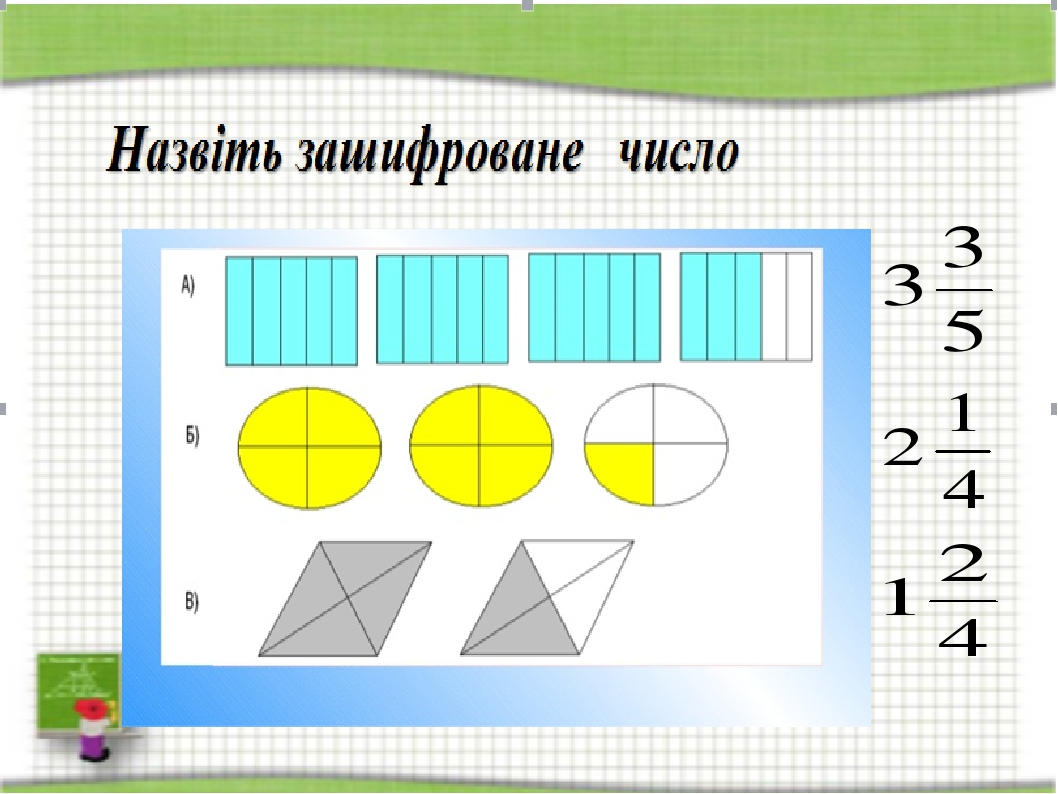 Назвіть зашифроване число
А)
3 3/5
Б)
2 1/4
В)
1 2/4